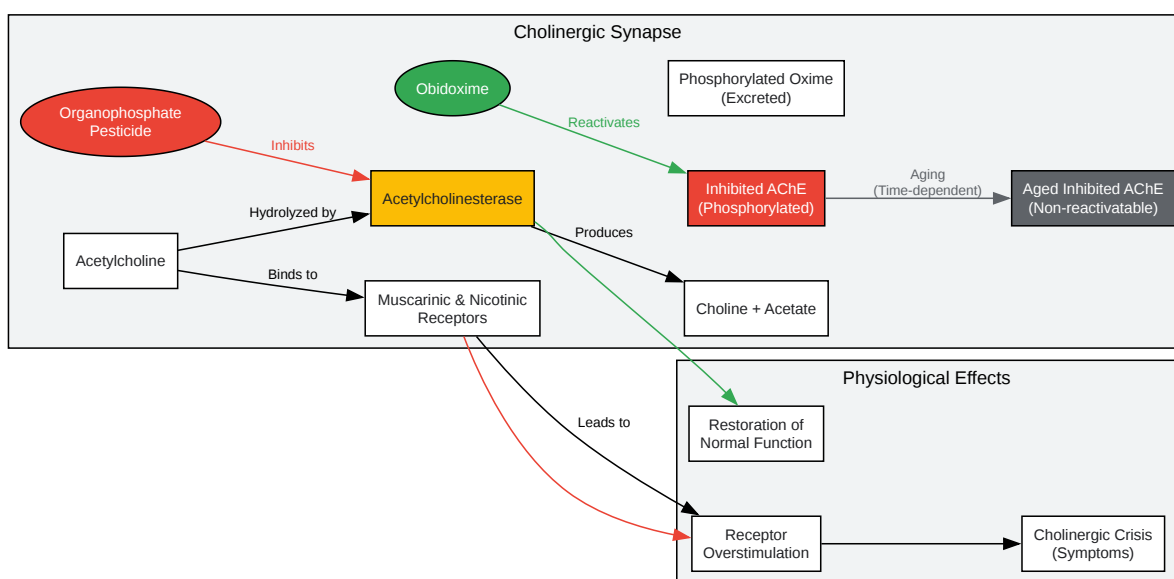 Cholinergic Synapse
Organophosphate
Pesticide
Obidoxime
Phosphorylated Oxime
(Excreted)
Inhibits
Reactivates
Acetylcholinesterase
Inhibited AChE
(Phosphorylated)
Aging
(Time-dependent)
Aged Inhibited AChE
(Non-reactivatable)
Hydrolyzed by
Acetylcholine
Binds to
Produces
Muscarinic & Nicotinic
Receptors
Choline + Acetate
Physiological Effects
Leads to
Restoration of
Normal Function
Receptor
Overstimulation
Cholinergic Crisis
(Symptoms)